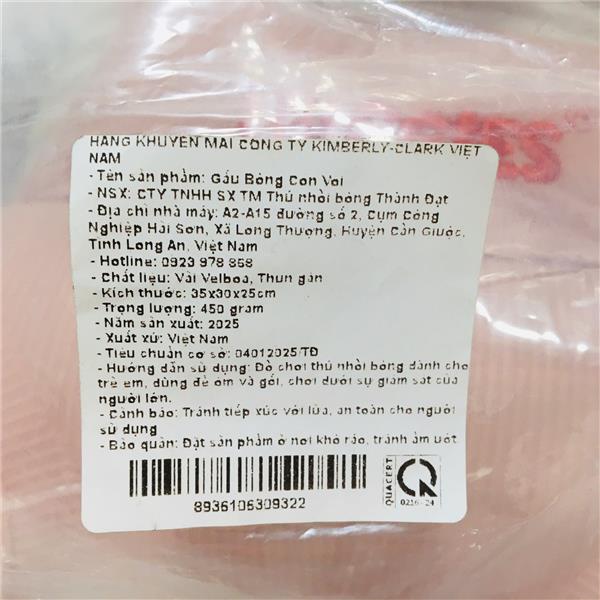 HÀNG KHUYẾN MẠI CÔNG TY KIMBERLY-CLARK VIỆT
NAM
- Tên sản phẩm: Gấu Bông Con Voi
- NSX: CTY TNHH SX TM Thú nhồi bông Thành Đạt
- Địa chỉ nhà máy: A2-A15 đường số 2, Cụm Công
Nghiệp Hải Sơn, Xã Long Thượng, Huyện Cần Giuộc,
Tỉnh Long An, Việt Nam
- Hotline: 0923 978 868
- Chất liệu: Vải Velboa, Thun gân
- Kích thước: 35x30x25cm
- Trọng lượng: 450 gram
- Năm sản xuất: 2025
- Xuất xứ: Việt Nam
- Tiêu chuẩn cơ sở: 04012025/TĐ
- Hướng dẫn sử dụng: Đồ chơi thú nhồi bông dành cho
trẻ em, dùng để ôm và gối, chơi dưới sự giám sát của
người lớn.
- Cảnh báo: Tránh tiếp xúc với lửa, an toàn cho người
sử dụng
- Bảo quản: Đặt sản phẩm ở nơi khô ráo, tránh ẩm ướt.
8936106309322
QUACERT